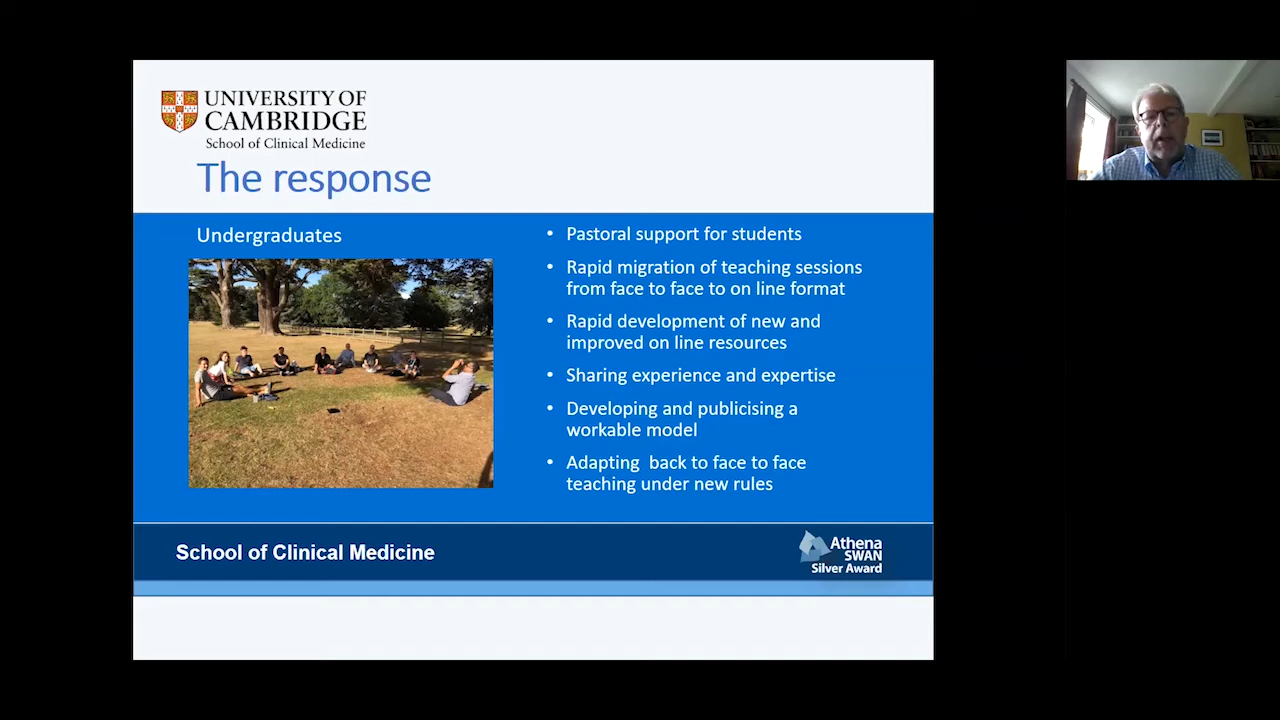 UNIVERSITY OF
CAMBRIDGE
School of Clinical Medicine
The response
Undergraduates
• Pastoral support for students
• Rapid migration of teaching sessions
from face to face to on line format
• Rapid development of new and
improved on line resources
• Sharing experience and expertise
• Developing and publicising a
workable model
• Adapting  back to face to face
teaching under new rules
School of Clinical Medicine
Athena
SWAN
Silver Award